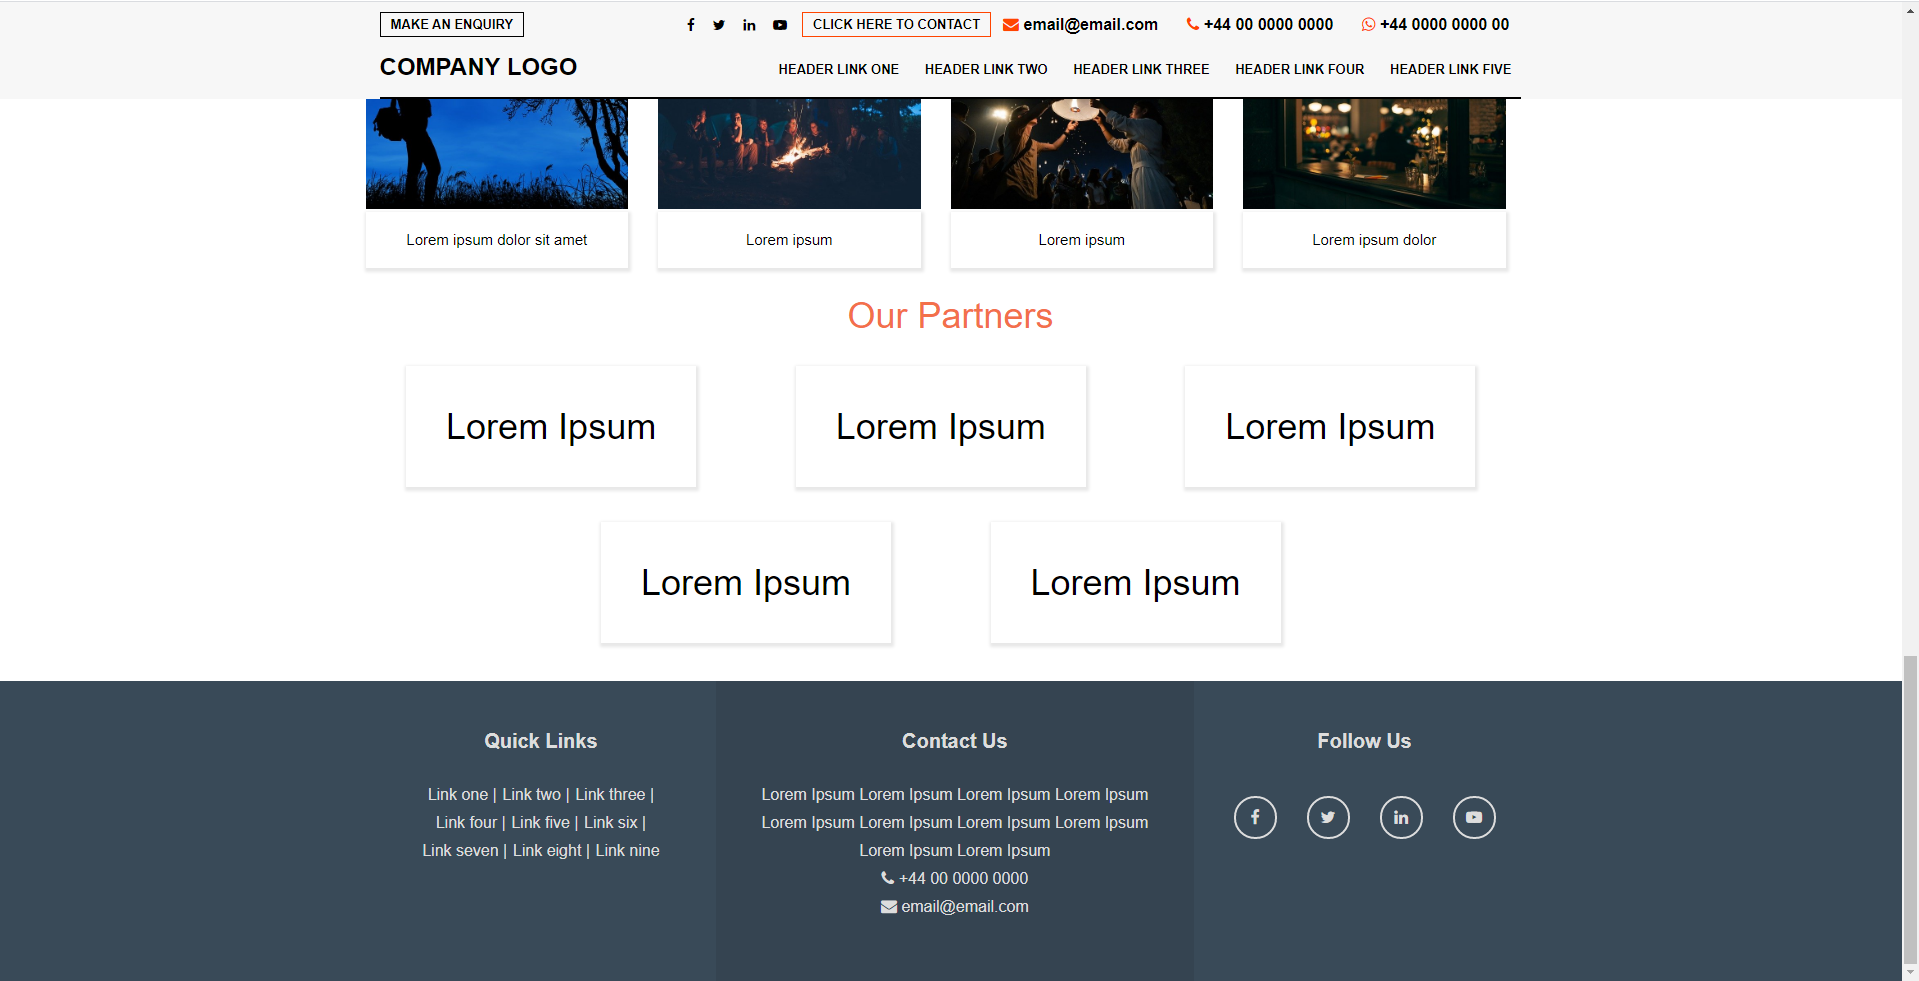 MAKE AN ENQUIRY
CLICK HERE TO CONTACT
email@email.com
+44 00 0000 0000
+44 0000 0000 00
COMPANY LOGO
HEADER LINK ONE
HEADER LINK TWO
HEADER LINK THREE
HEADER LINK FOUR
HEADER LINK FIVE
Lorem ipsum dolor sit amet
Lorem ipsum
Lorem ipsum
Lorem ipsum dolor
Our Partners
Lorem Ipsum
Lorem Ipsum
Lorem Ipsum
Lorem Ipsum
Lorem Ipsum
Quick Links
Link one | Link two | Link three |
Link four | Link five | Link six |
Link seven | Link eight | Link nine
Contact Us
Lorem Ipsum Lorem Ipsum Lorem Ipsum Lorem Ipsum
Lorem Ipsum Lorem Ipsum Lorem Ipsum Lorem Ipsum
Lorem Ipsum Lorem Ipsum
+44 00 0000 0000
email@email.com
Follow Us